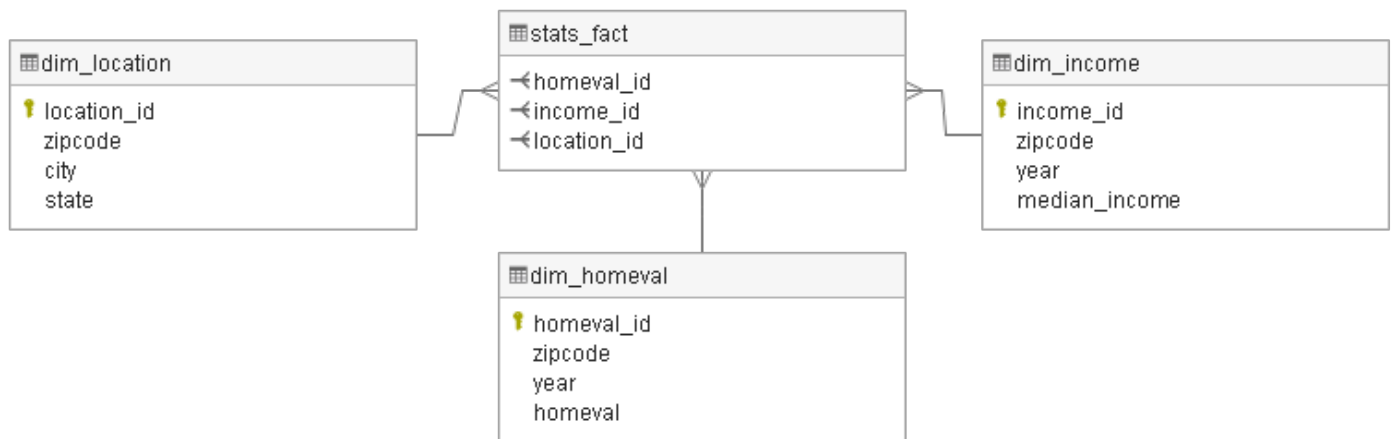 dim_location
location_id
zipcode
city
state
stats_fact
homeval_id
income_id
location_id
dim_income
income_id
zipcode
year
median_income
dim_homeval
homeval_id
zipcode
year
homeval